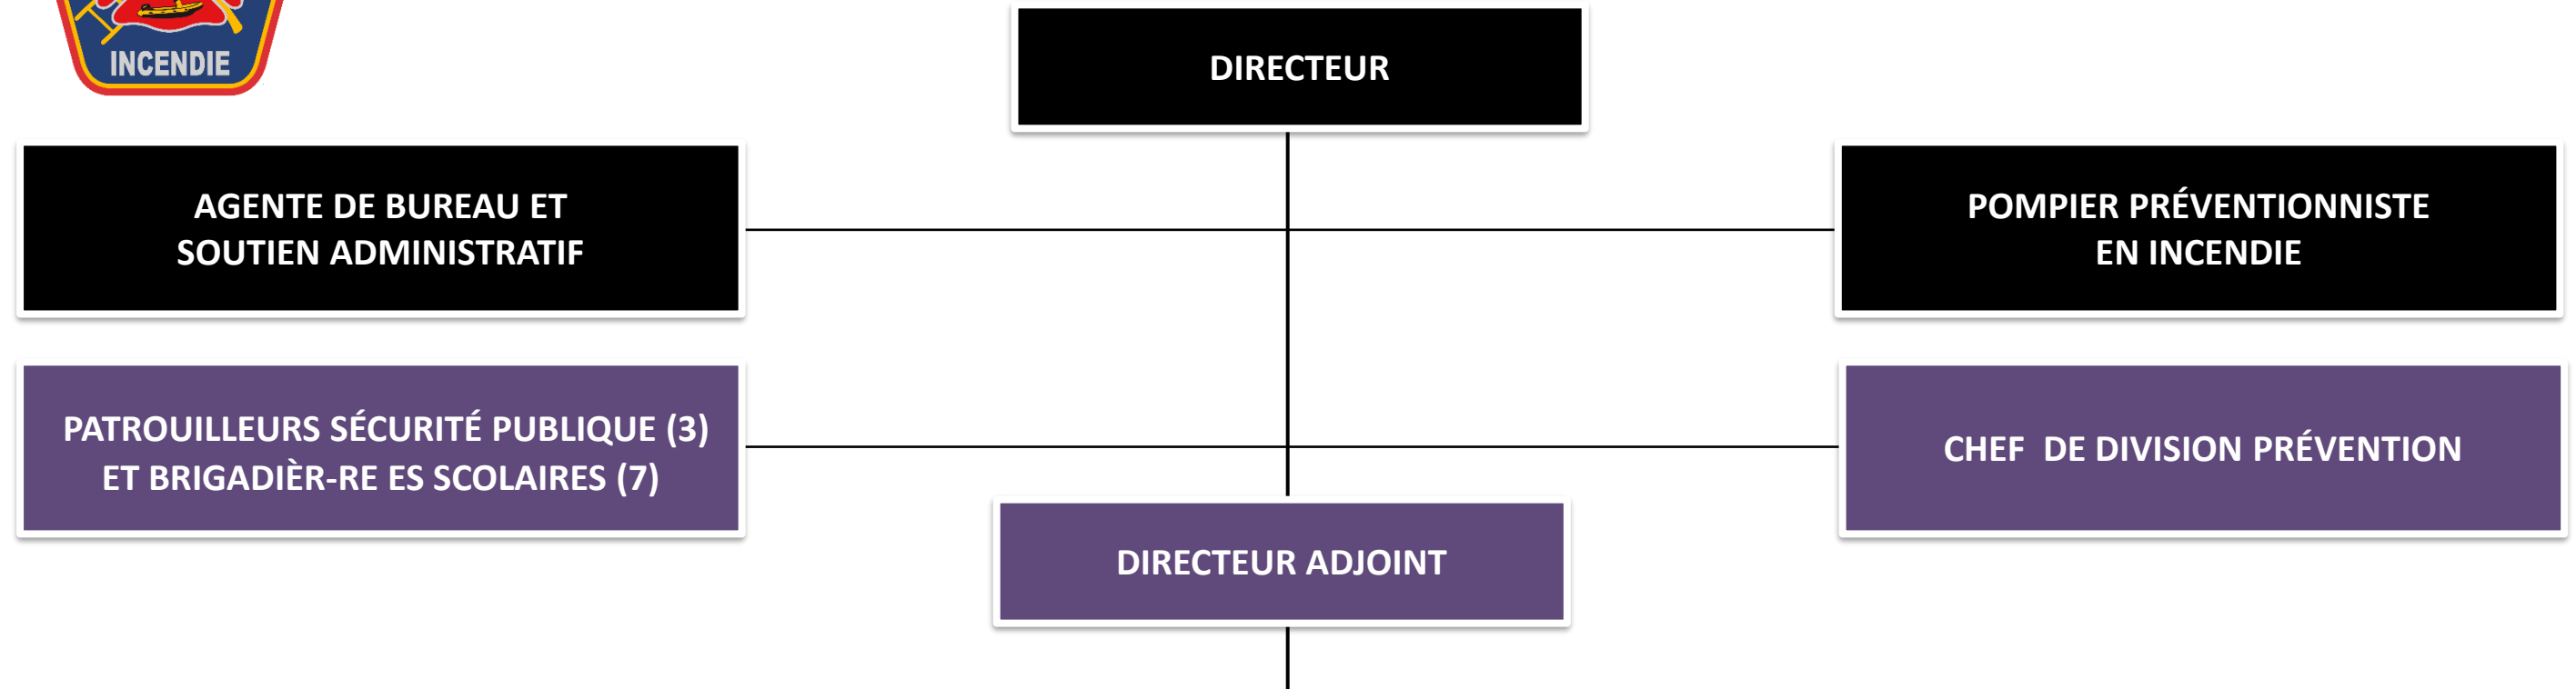 INCENDIE
DIRECTEUR
AGENTE DE BUREAU ET
SOUTIEN ADMINISTRATIF
POMPIER PRÉVENTIONNISTE
EN INCENDIE
PATROUILLEURS SÉCURITÉ PUBLIQUE (3)
ET BRIGADIÈR-RE ES SCOLAIRES (7)
CHEF DE DIVISION PRÉVENTION
DIRECTEUR ADJOINT